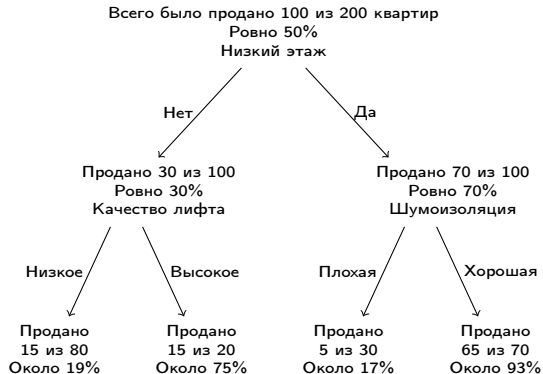 Всего было продано 100 из 200 квартир
Ровно 50%
Низкий этаж
Нет
Да
Продано 30 из 100
Ровно 30%
Качество лифта
Продано 70 из 100
Ровно 70%
Шумоизоляция
Низкое
Высокое
Плохая
Хорошая
Продано
15 из 80
Около 19%
Продано
15 из 20
Около 75%
Продано
5 из 30
Около 17%
Продано
65 из 70
Около 93%